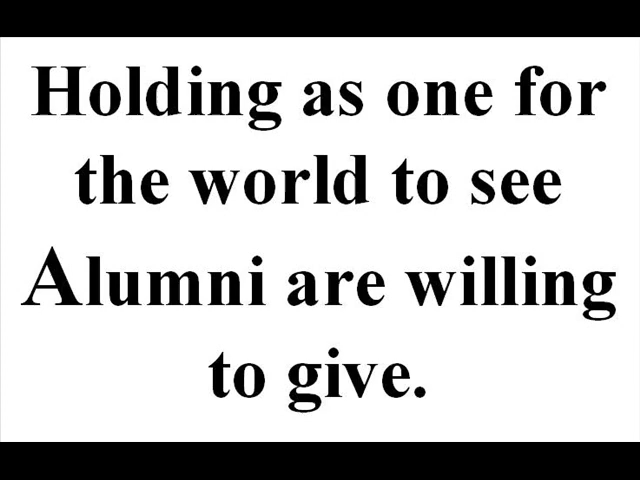 Holding as one for
the world to see
Alumni are willing
to give.